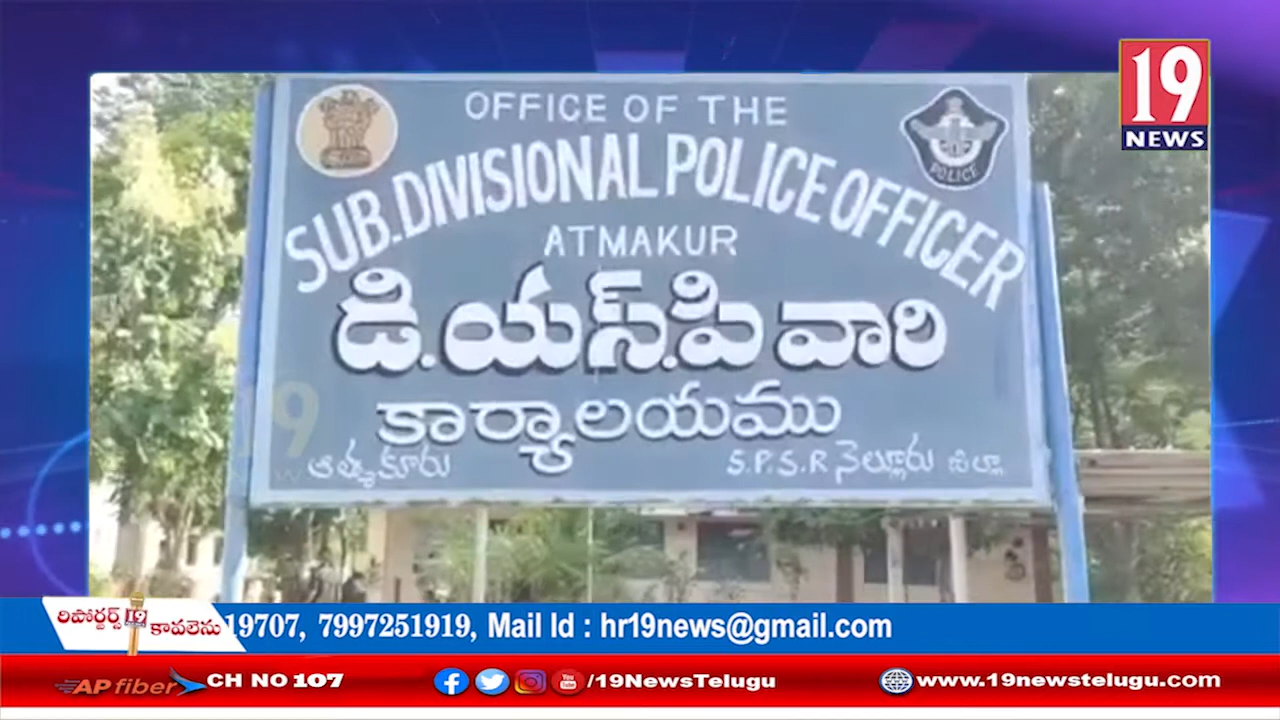 19
NEWS
OFFICE OF THE
SUB.DIVISIONAL POLICE OFFICER
POLICE
ATMAKUR
డి.యస్.పి వారి
కార్యాలయము
ఆత్మకూరు
S.P.S.R నెల్లూరు జిల్లా
రిపోర్టర్స్ 19 కావలెను
19707, 7997251919, Mail Id : hr19news@gmail.com
AP fiber CH NO 107
/19NewsTelugu
www.19newstelugu.com